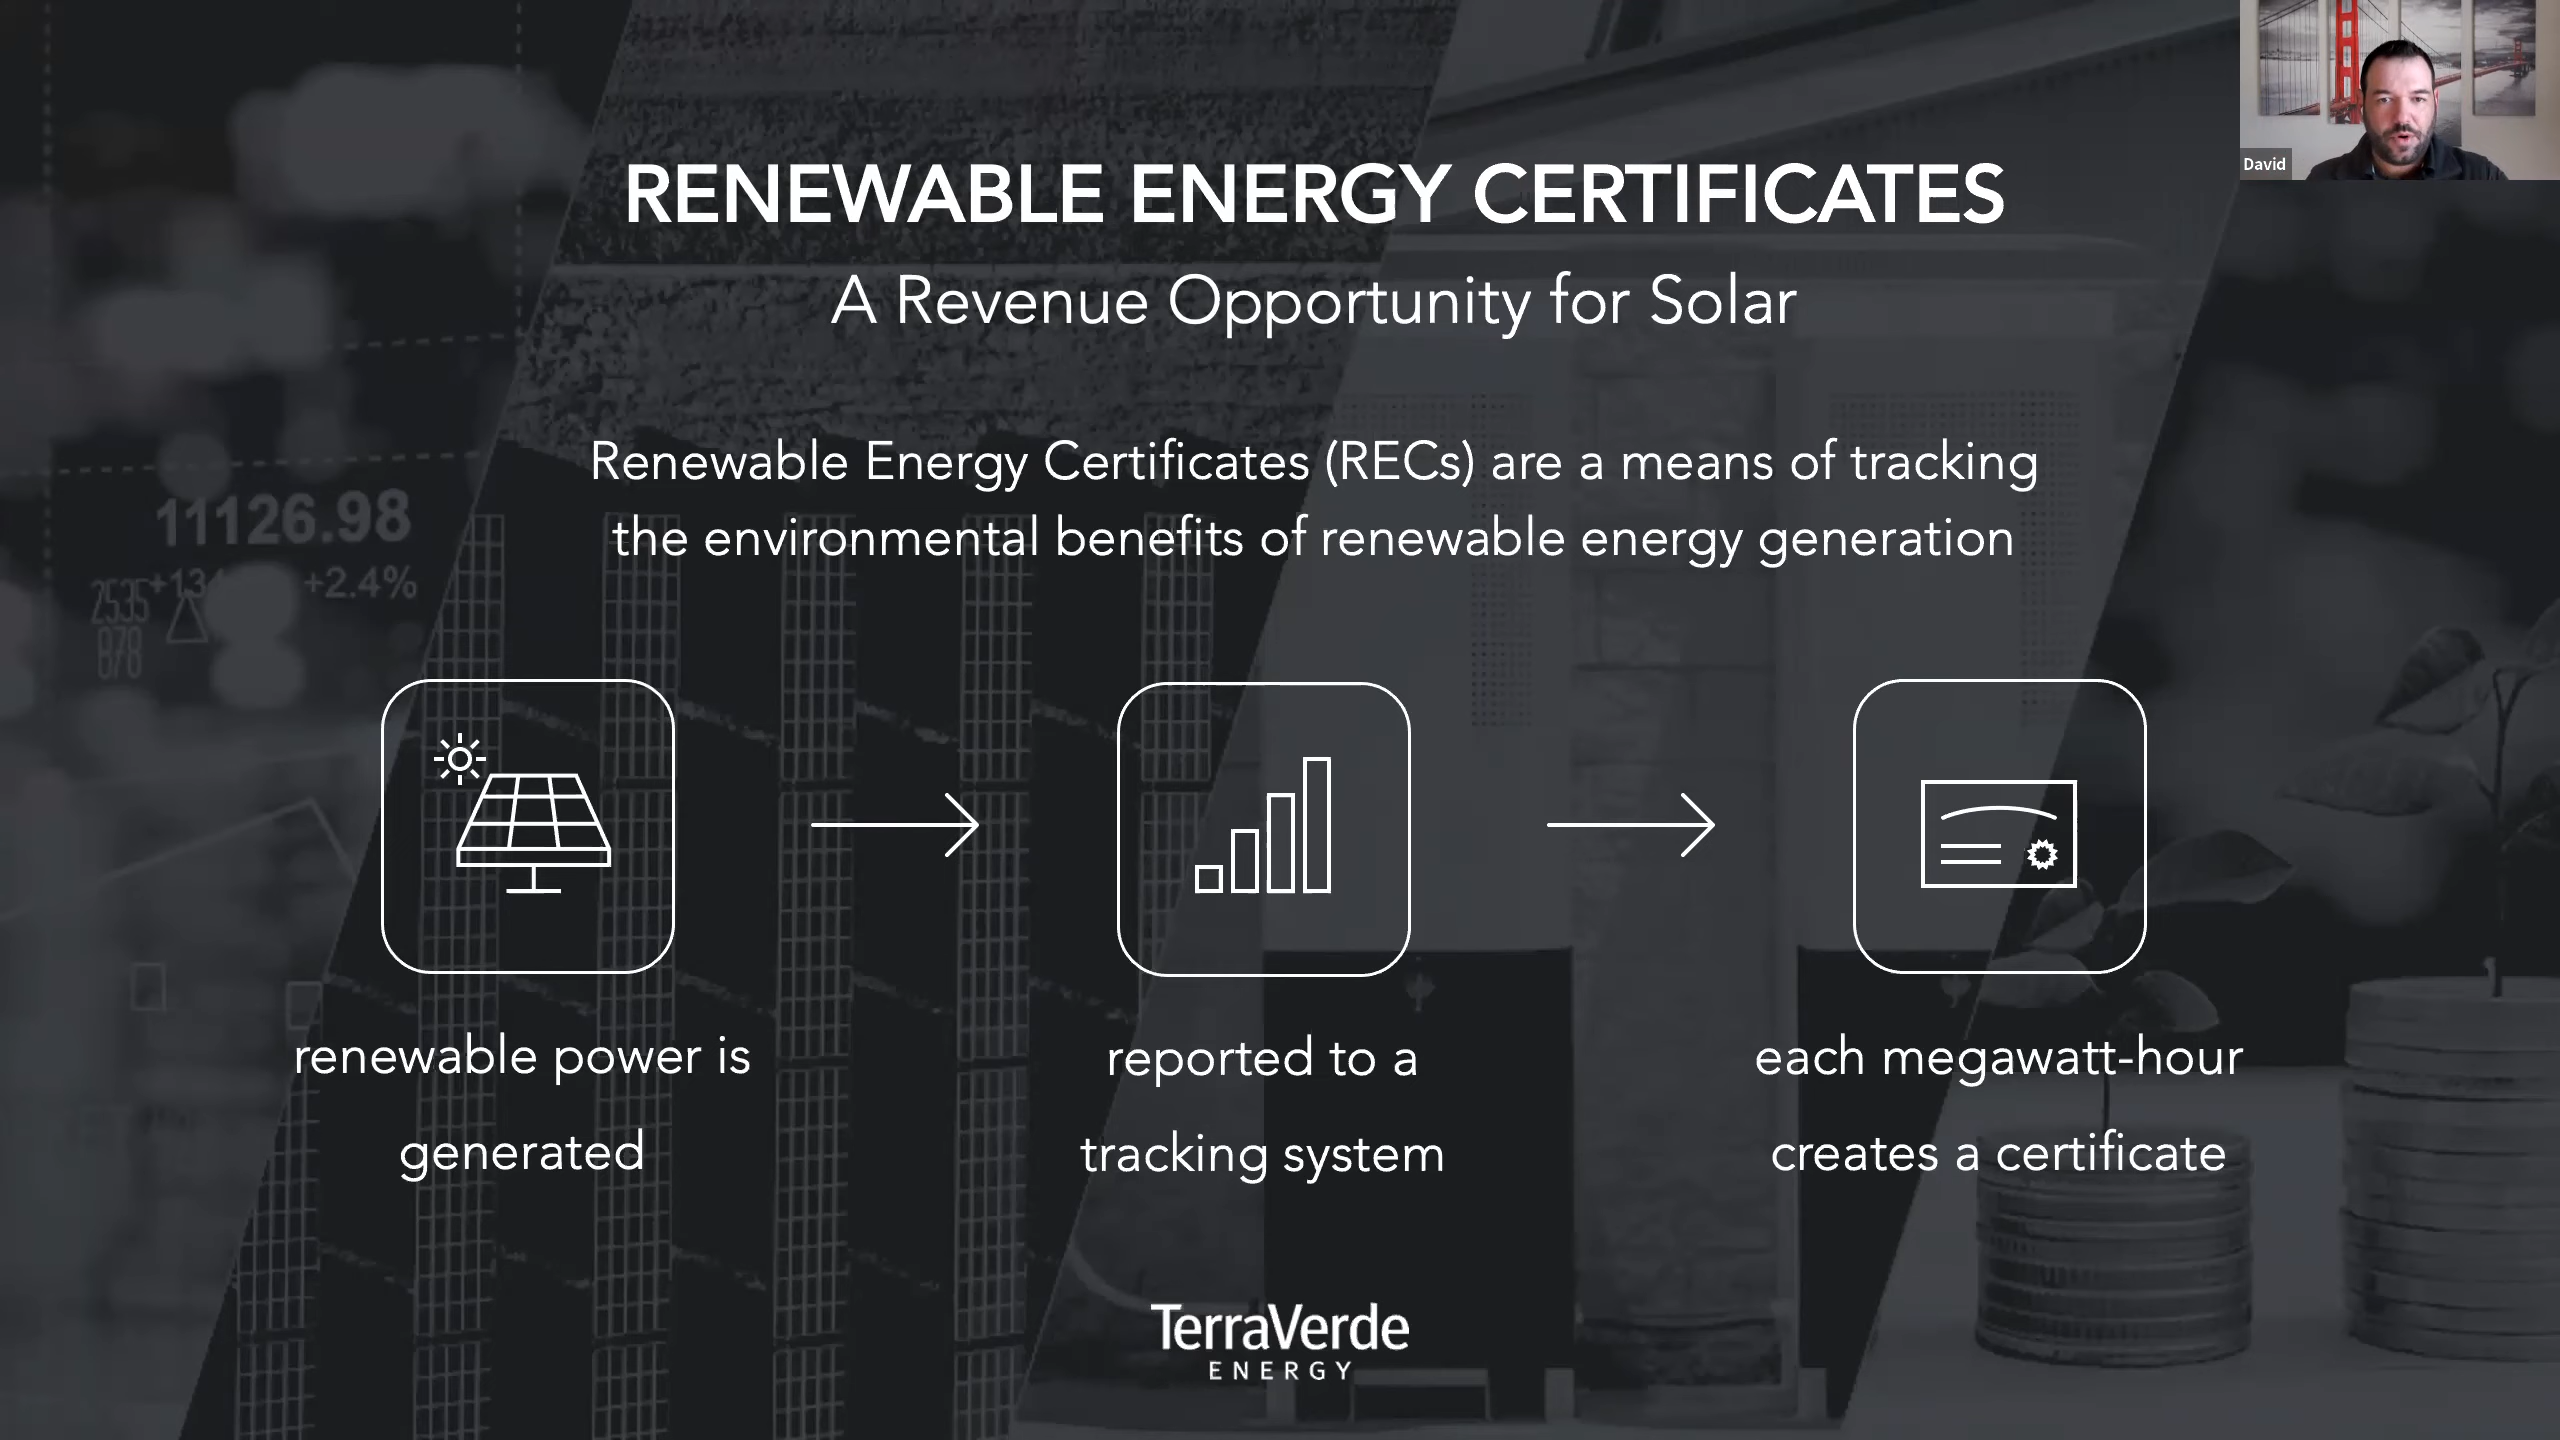 David
RENEWABLE ENERGY CERTIFICATES
A Revenue Opportunity for Solar
Renewable Energy Certificates (RECs) are a means of tracking
the environmental benefits of renewable energy generation
11126.98
+2.4%
2535
878
renewable power is
generated
reported to a
tracking system
each megawatt-hour
creates a certificate
TerraVerde
ENERGY